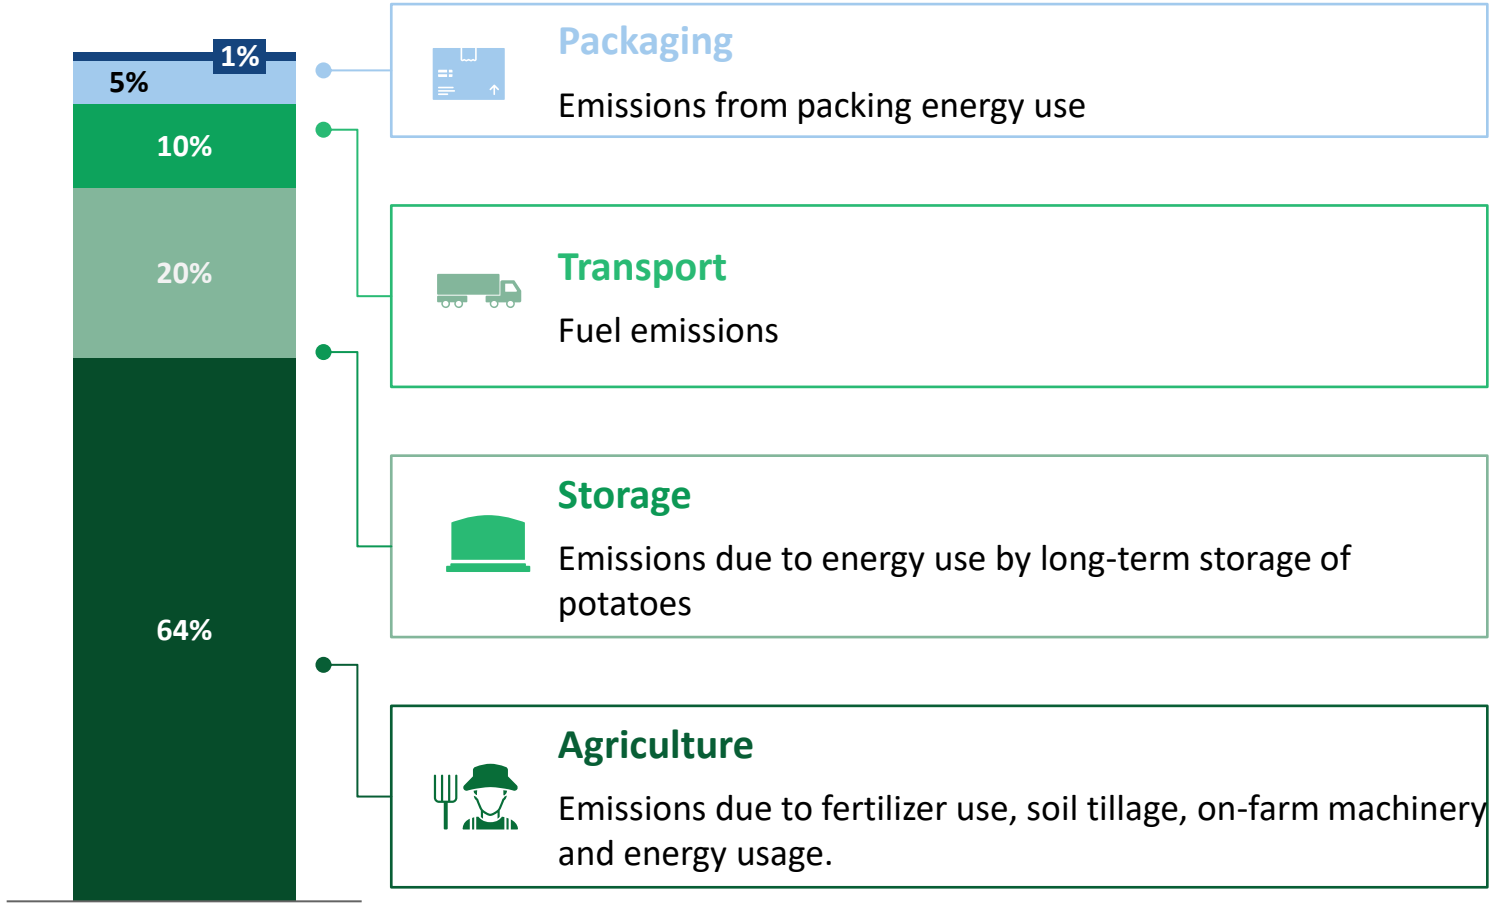 1%
5%
10%
20%
64%
Packaging
Emissions from packing energy use
Transport
Fuel emissions
Storage
Emissions due to energy use by long-term storage of
potatoes
Agriculture
Emissions due to fertilizer use, soil tillage, on-farm machinery
and energy usage.